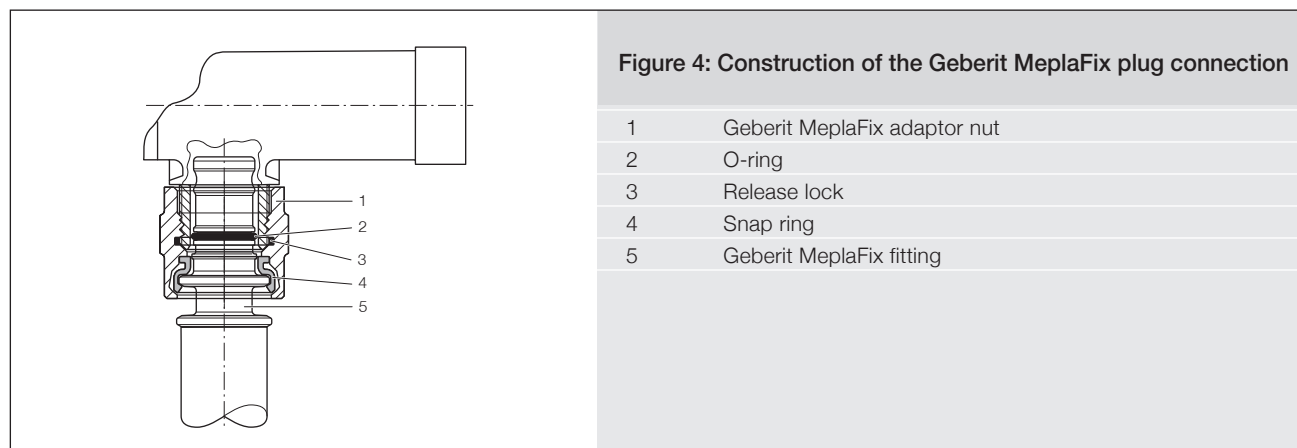 1
2
3
4
5
Figure 4: Construction of the Geberit MeplaFix plug connection
1 Geberit MeplaFix adaptor nut
2 O-ring
3 Release lock
4 Snap ring
5 Geberit MeplaFix fitting